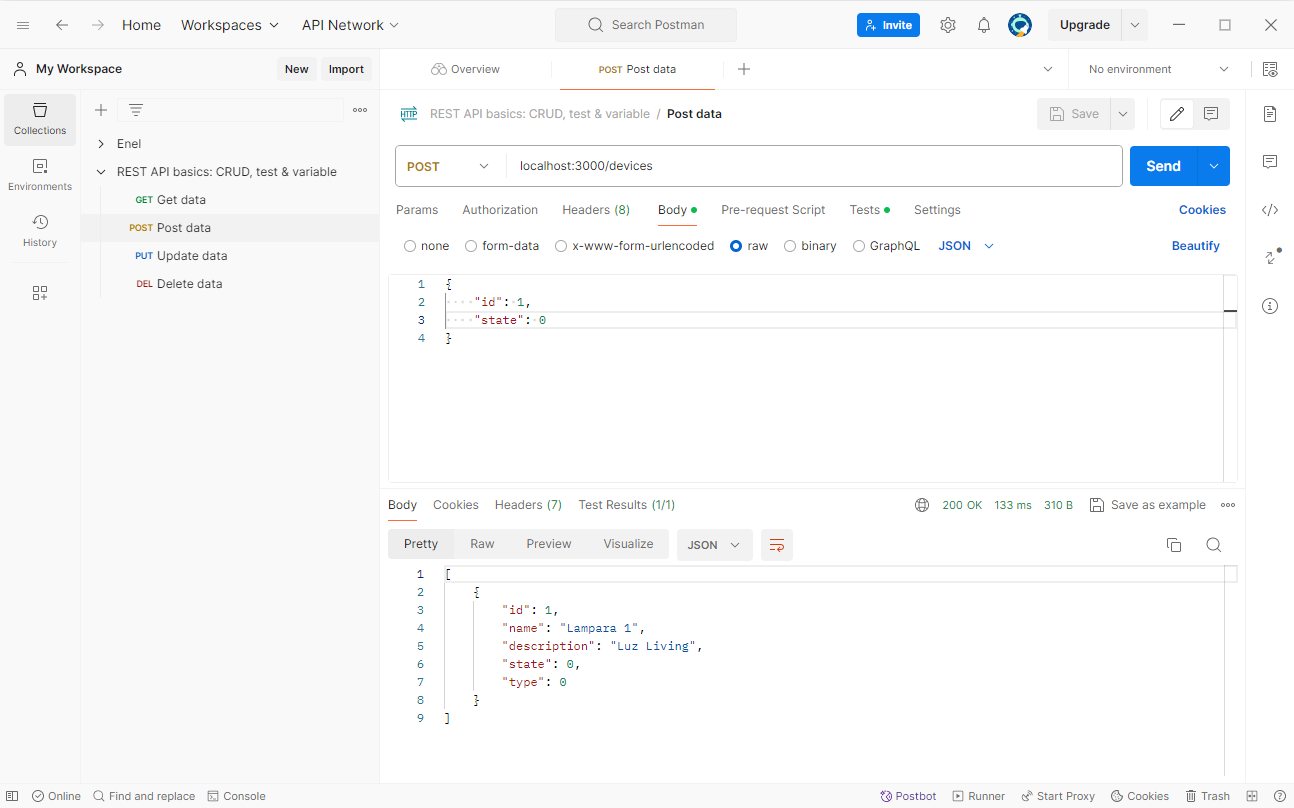 Home Workspaces API Network Search Postman Invite Upgrade
My Workspace New Import Overview POST Post data No environment
Collections
Environments
History
Enel
REST API basics: CRUD, test & variable
GET Get data
POST Post data
PUT Update data
DEL Delete data
HTTP REST API basics: CRUD, test & variable / Post data Save
POST localhost:3000/devices Send
Params Authorization Headers (8) Body Pre-request Script Tests Settings Cookies
none form-data x-www-form-urlencoded raw binary GraphQL JSON Beautify
1 {
2 "id": 1,
3 "state": 0
4 }
Body Cookies Headers (7) Test Results (1/1) 200 OK 133 ms 310 B Save as example
Pretty Raw Preview Visualize JSON
1 [
2 {
3 "id": 1,
4 "name": "Lampara 1",
5 "description": "Luz Living",
6 "state": 0,
7 "type": 0
8 }
9 ]
Online Find and replace Console Postbot Runner Start Proxy Cookies Trash